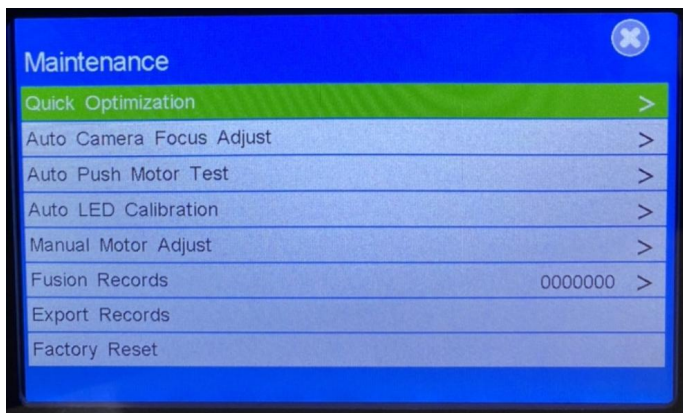 Maintenance
Quick Optimization >
Auto Camera Focus Adjust >
Auto Push Motor Test >
Auto LED Calibration >
Manual Motor Adjust >
Fusion Records 0000000 >
Export Records
Factory Reset